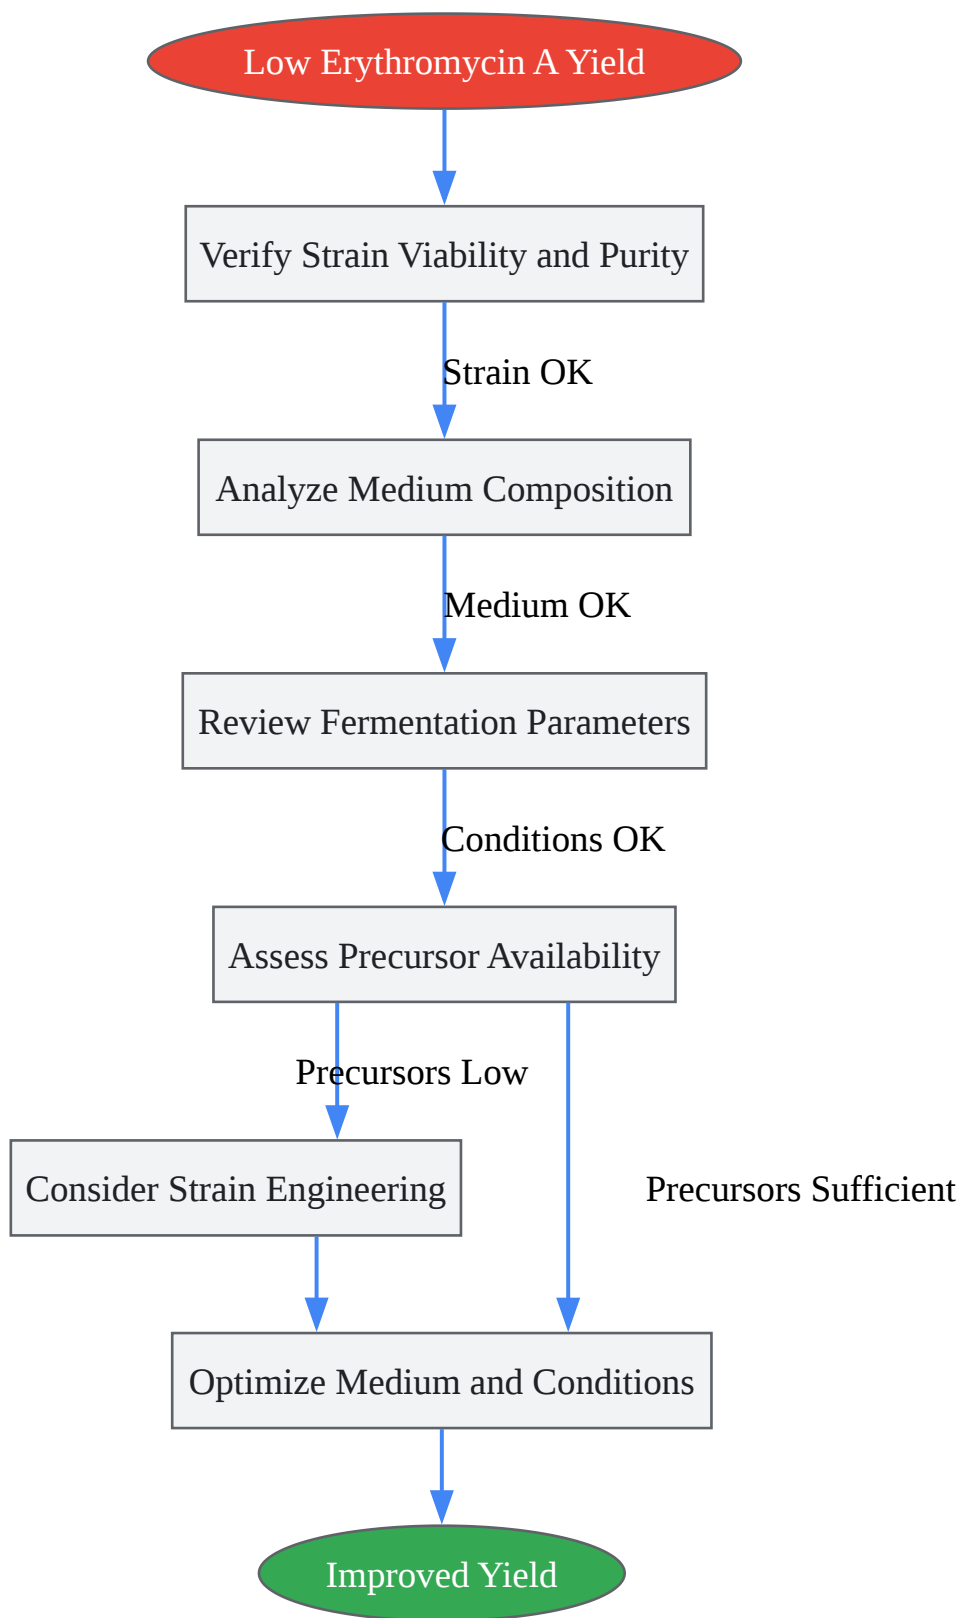 Low Erythromycin A Yield
Verify Strain Viability and Purity
Strain OK
Analyze Medium Composition
Medium OK
Review Fermentation Parameters
Conditions OK
Assess Precursor Availability
Precursors Low
Consider Strain Engineering
Precursors Sufficient
Optimize Medium and Conditions
Improved Yield